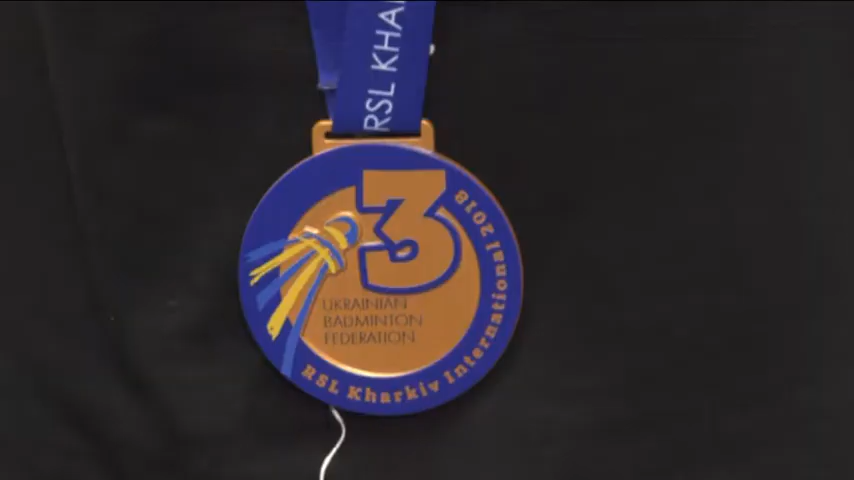 RSL KHA
3
UKRAINIAN
BADMINTON
FEDERATION
RSL Kharkiv International 2018